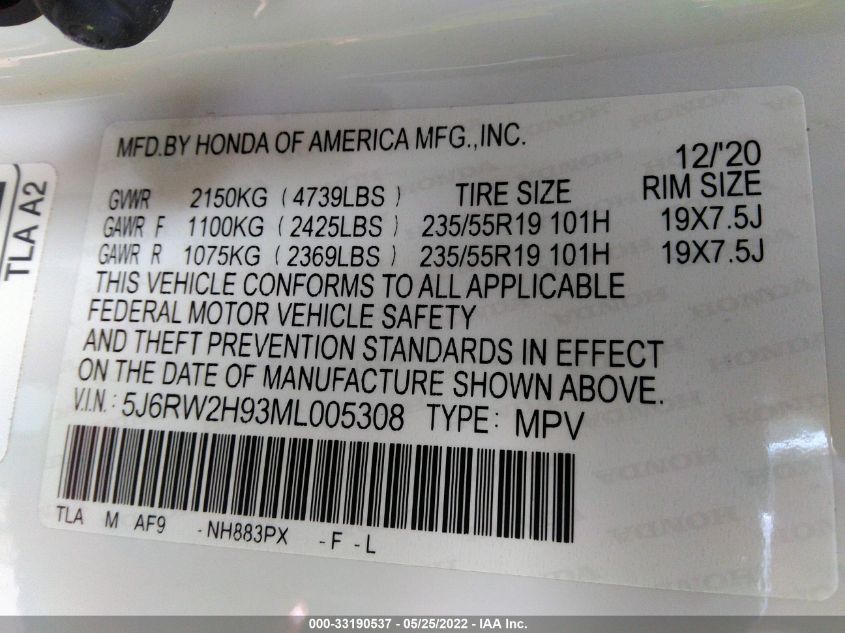 MFD.BY HONDA OF AMERICA MFG.,INC. 12/'20
GVWR 2150KG (4739LBS) TIRE SIZE RIM SIZE
GAWR F 1100KG (2425LBS) 235/55R19 101H 19X7.5J
GAWR R 1075KG (2369LBS) 235/55R19 101H 19X7.5J
THIS VEHICLE CONFORMS TO ALL APPLICABLE
FEDERAL MOTOR VEHICLE SAFETY
AND THEFT PREVENTION STANDARDS IN EFFECT
ON THE DATE OF MANUFACTURE SHOWN ABOVE.
V.I.N.: 5J6RW2H93ML005308 TYPE: MPV
TLA M AF9 -NH883PX -F -L
TLA A2
HONDA
000-33190537 - 05/25/2022 - IAA Inc.